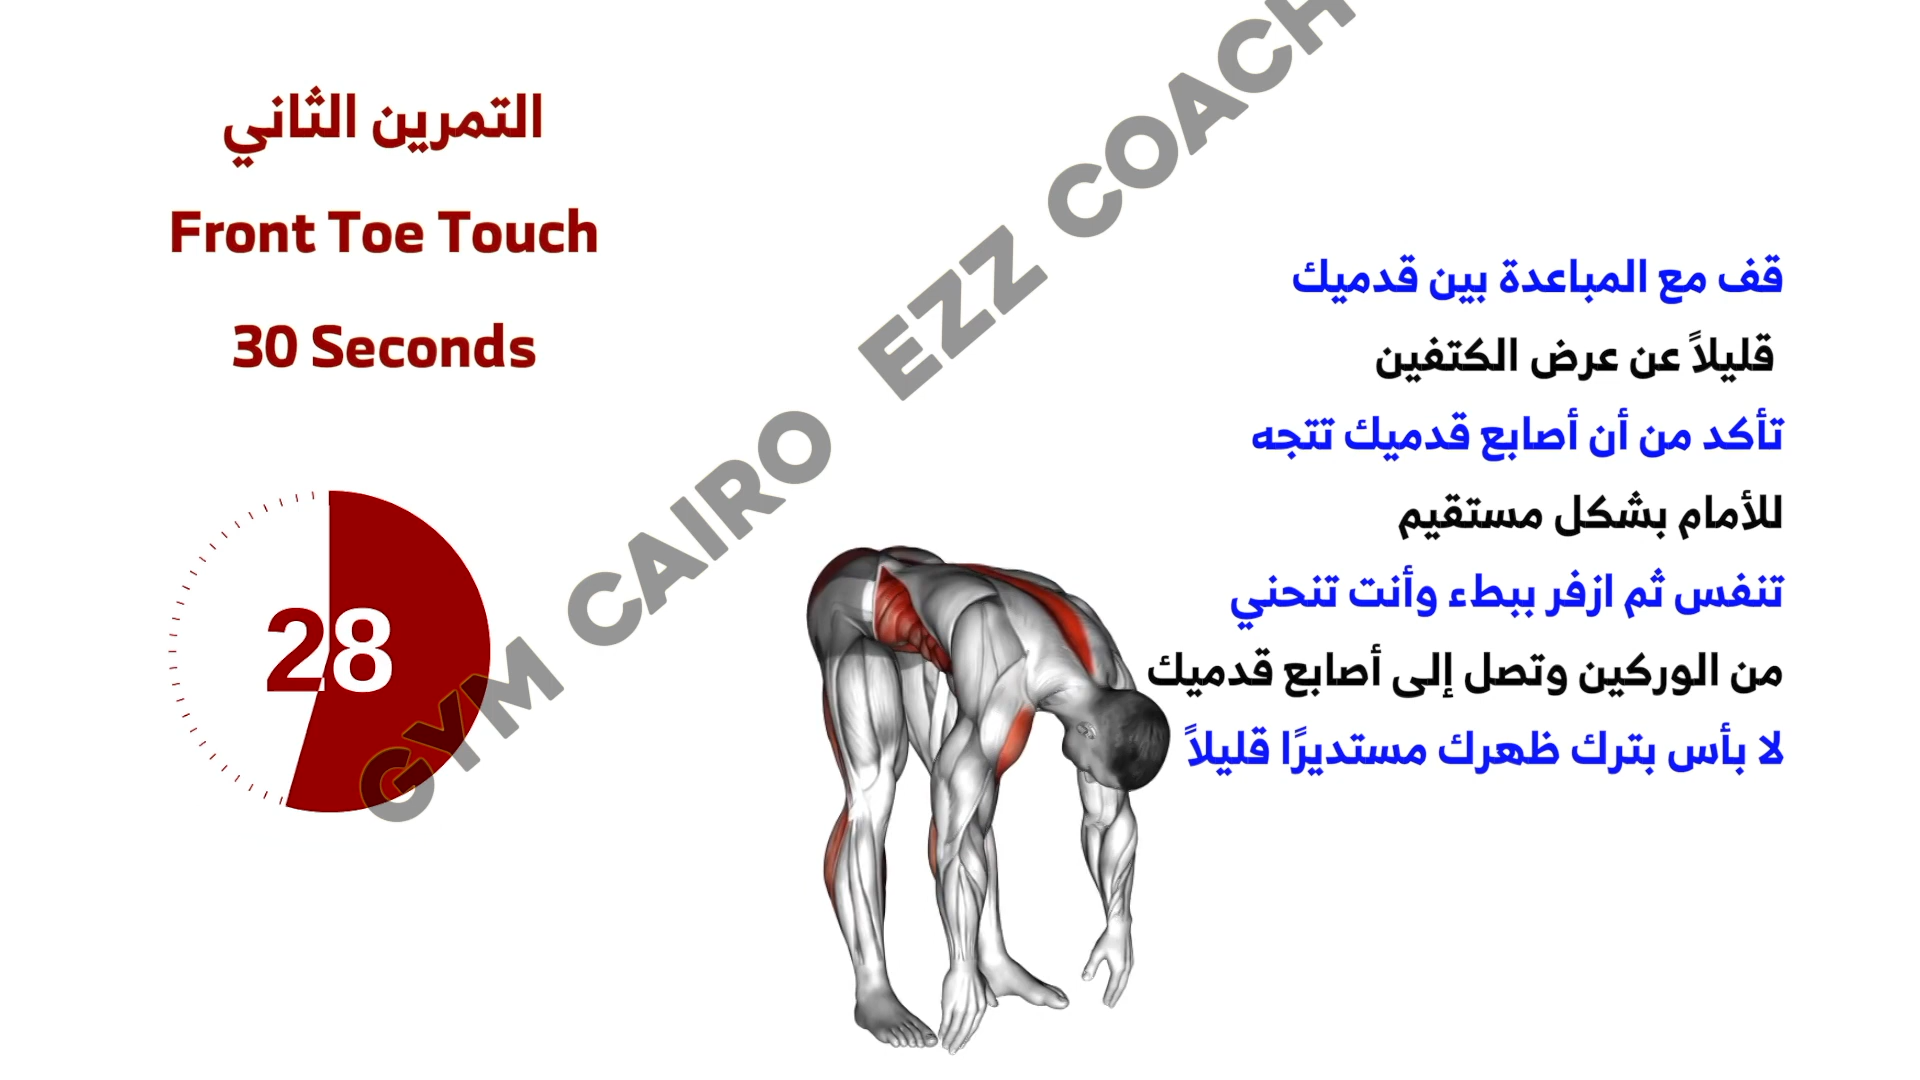 التمرين الثاني
Front Toe Touch
30 Seconds
28
GYM CAIRO EZZ COACH
قف مع المباعدة بين قدميك
قليلاً عن عرض الكتفين
تأكد من أن أصابع قدميك تتجه
للأمام بشكل مستقيم
تنفس ثم ازفر ببطء وأنت تنحني
من الوركين وتصل إلى أصابع قدميك
لا بأس بترك ظهرك مستديرًا قليلاً